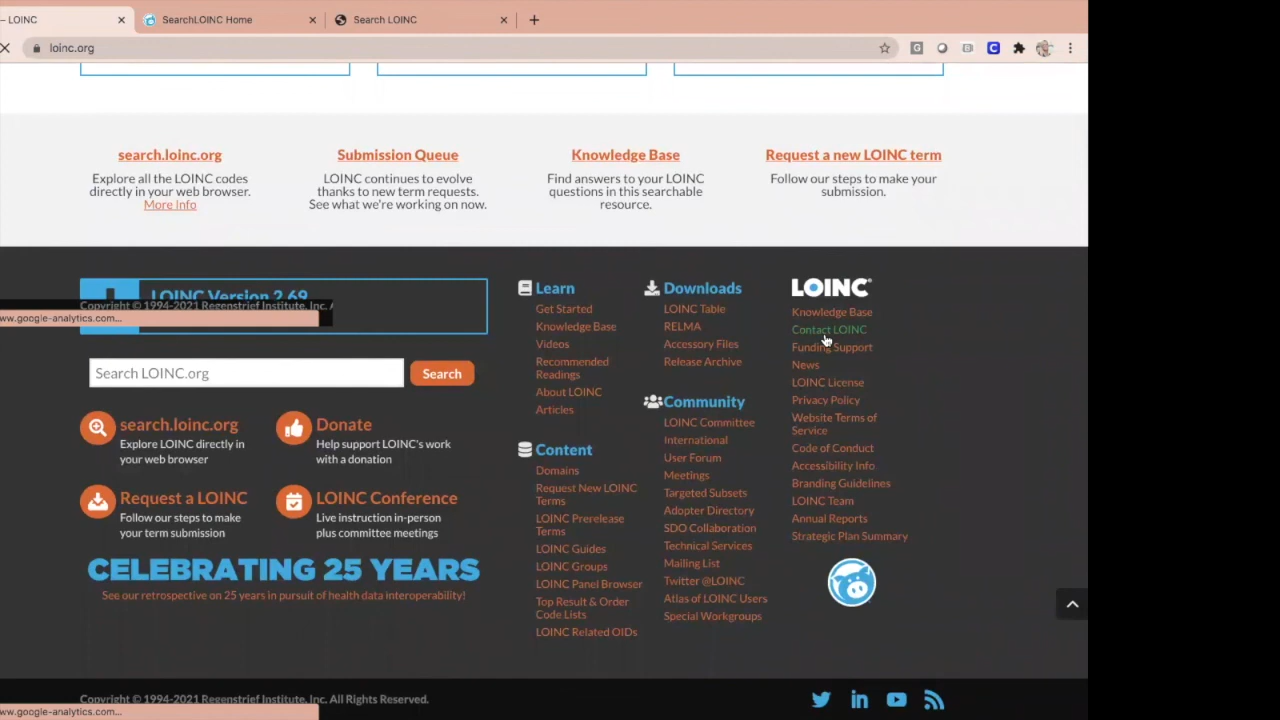 – LOINC
SearchLOINC Home
Search LOINC
loinc.org
search.loinc.org
Explore all the LOINC codes
directly in your web browser.
More Info
Submission Queue
LOINC continues to evolve
thanks to new term requests.
See what we're working on now.
Knowledge Base
Find answers to your LOINC
questions in this searchable
resource.
Request a new LOINC term
Follow our steps to make your
submission.
LOINC Version 2.69
Copyright © 1994-2021 Regenstrief Institute, Inc. A
ww.google-analytics.com...
Search LOINC.org
Search
search.loinc.org
Explore LOINC directly in
your web browser
Donate
Help support LOINC's work
with a donation
Request a LOINC
Follow our steps to make
your term submission
LOINC Conference
Live instruction in-person
plus committee meetings
CELEBRATING 25 YEARS
See our retrospective on 25 years in pursuit of health data interoperability!
Learn
Get Started
Knowledge Base
Videos
Recommended
Readings
About LOINC
Articles
Content
Domains
Request New LOINC
Terms
LOINC Prerelease
Terms
LOINC Guides
LOINC Groups
LOINC Panel Browser
Top Result & Order
Code Lists
LOINC Related OIDs
Downloads
LOINC Table
RELMA
Accessory Files
Release Archive
Community
LOINC Committee
International
User Forum
Meetings
Targeted Subsets
Adopter Directory
SDO Collaboration
Technical Services
Mailing List
Twitter @LOINC
Atlas of LOINC Users
Special Workgroups
LOINC®
Knowledge Base
Contact LOINC
Funding Support
News
LOINC License
Privacy Policy
Website Terms of
Service
Code of Conduct
Accessibility Info
Branding Guidelines
LOINC Team
Annual Reports
Strategic Plan Summary
Copyright © 1994-2021 Regenstrief Institute, Inc. All Rights Reserved.
ww.google-analytics.com...